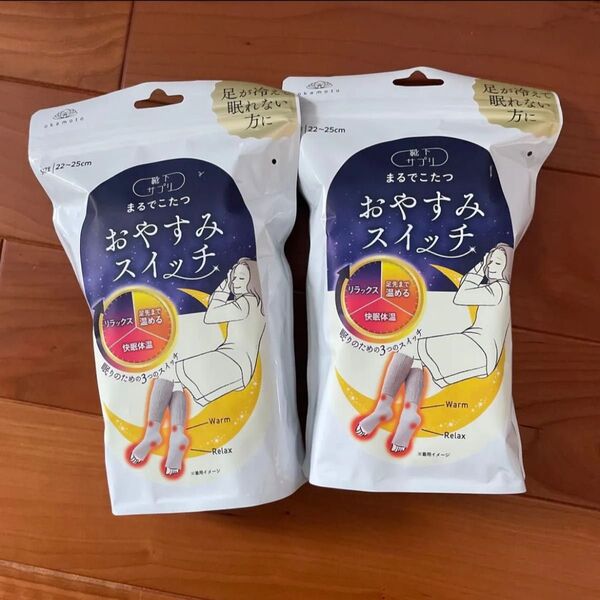 okamoto
足が冷えて
眠れない
方に
SIZE 22~25cm
靴下
サプリ
まるでこたつ
おやすみ
スイッチ
リラックス
足先まで
温める
快眠体温
眠りのための3つのスイッチ
Warm
Relax
※着用イメージ
足が冷えて
眠れない
方に
22~25cm
靴下
サプリ
まるでこたつ
おやすみ
スイッチ
リラックス
足先まで
温める
快眠体温
眠りのための3つのスイッチ
Warm
Relax
※着用イメージ